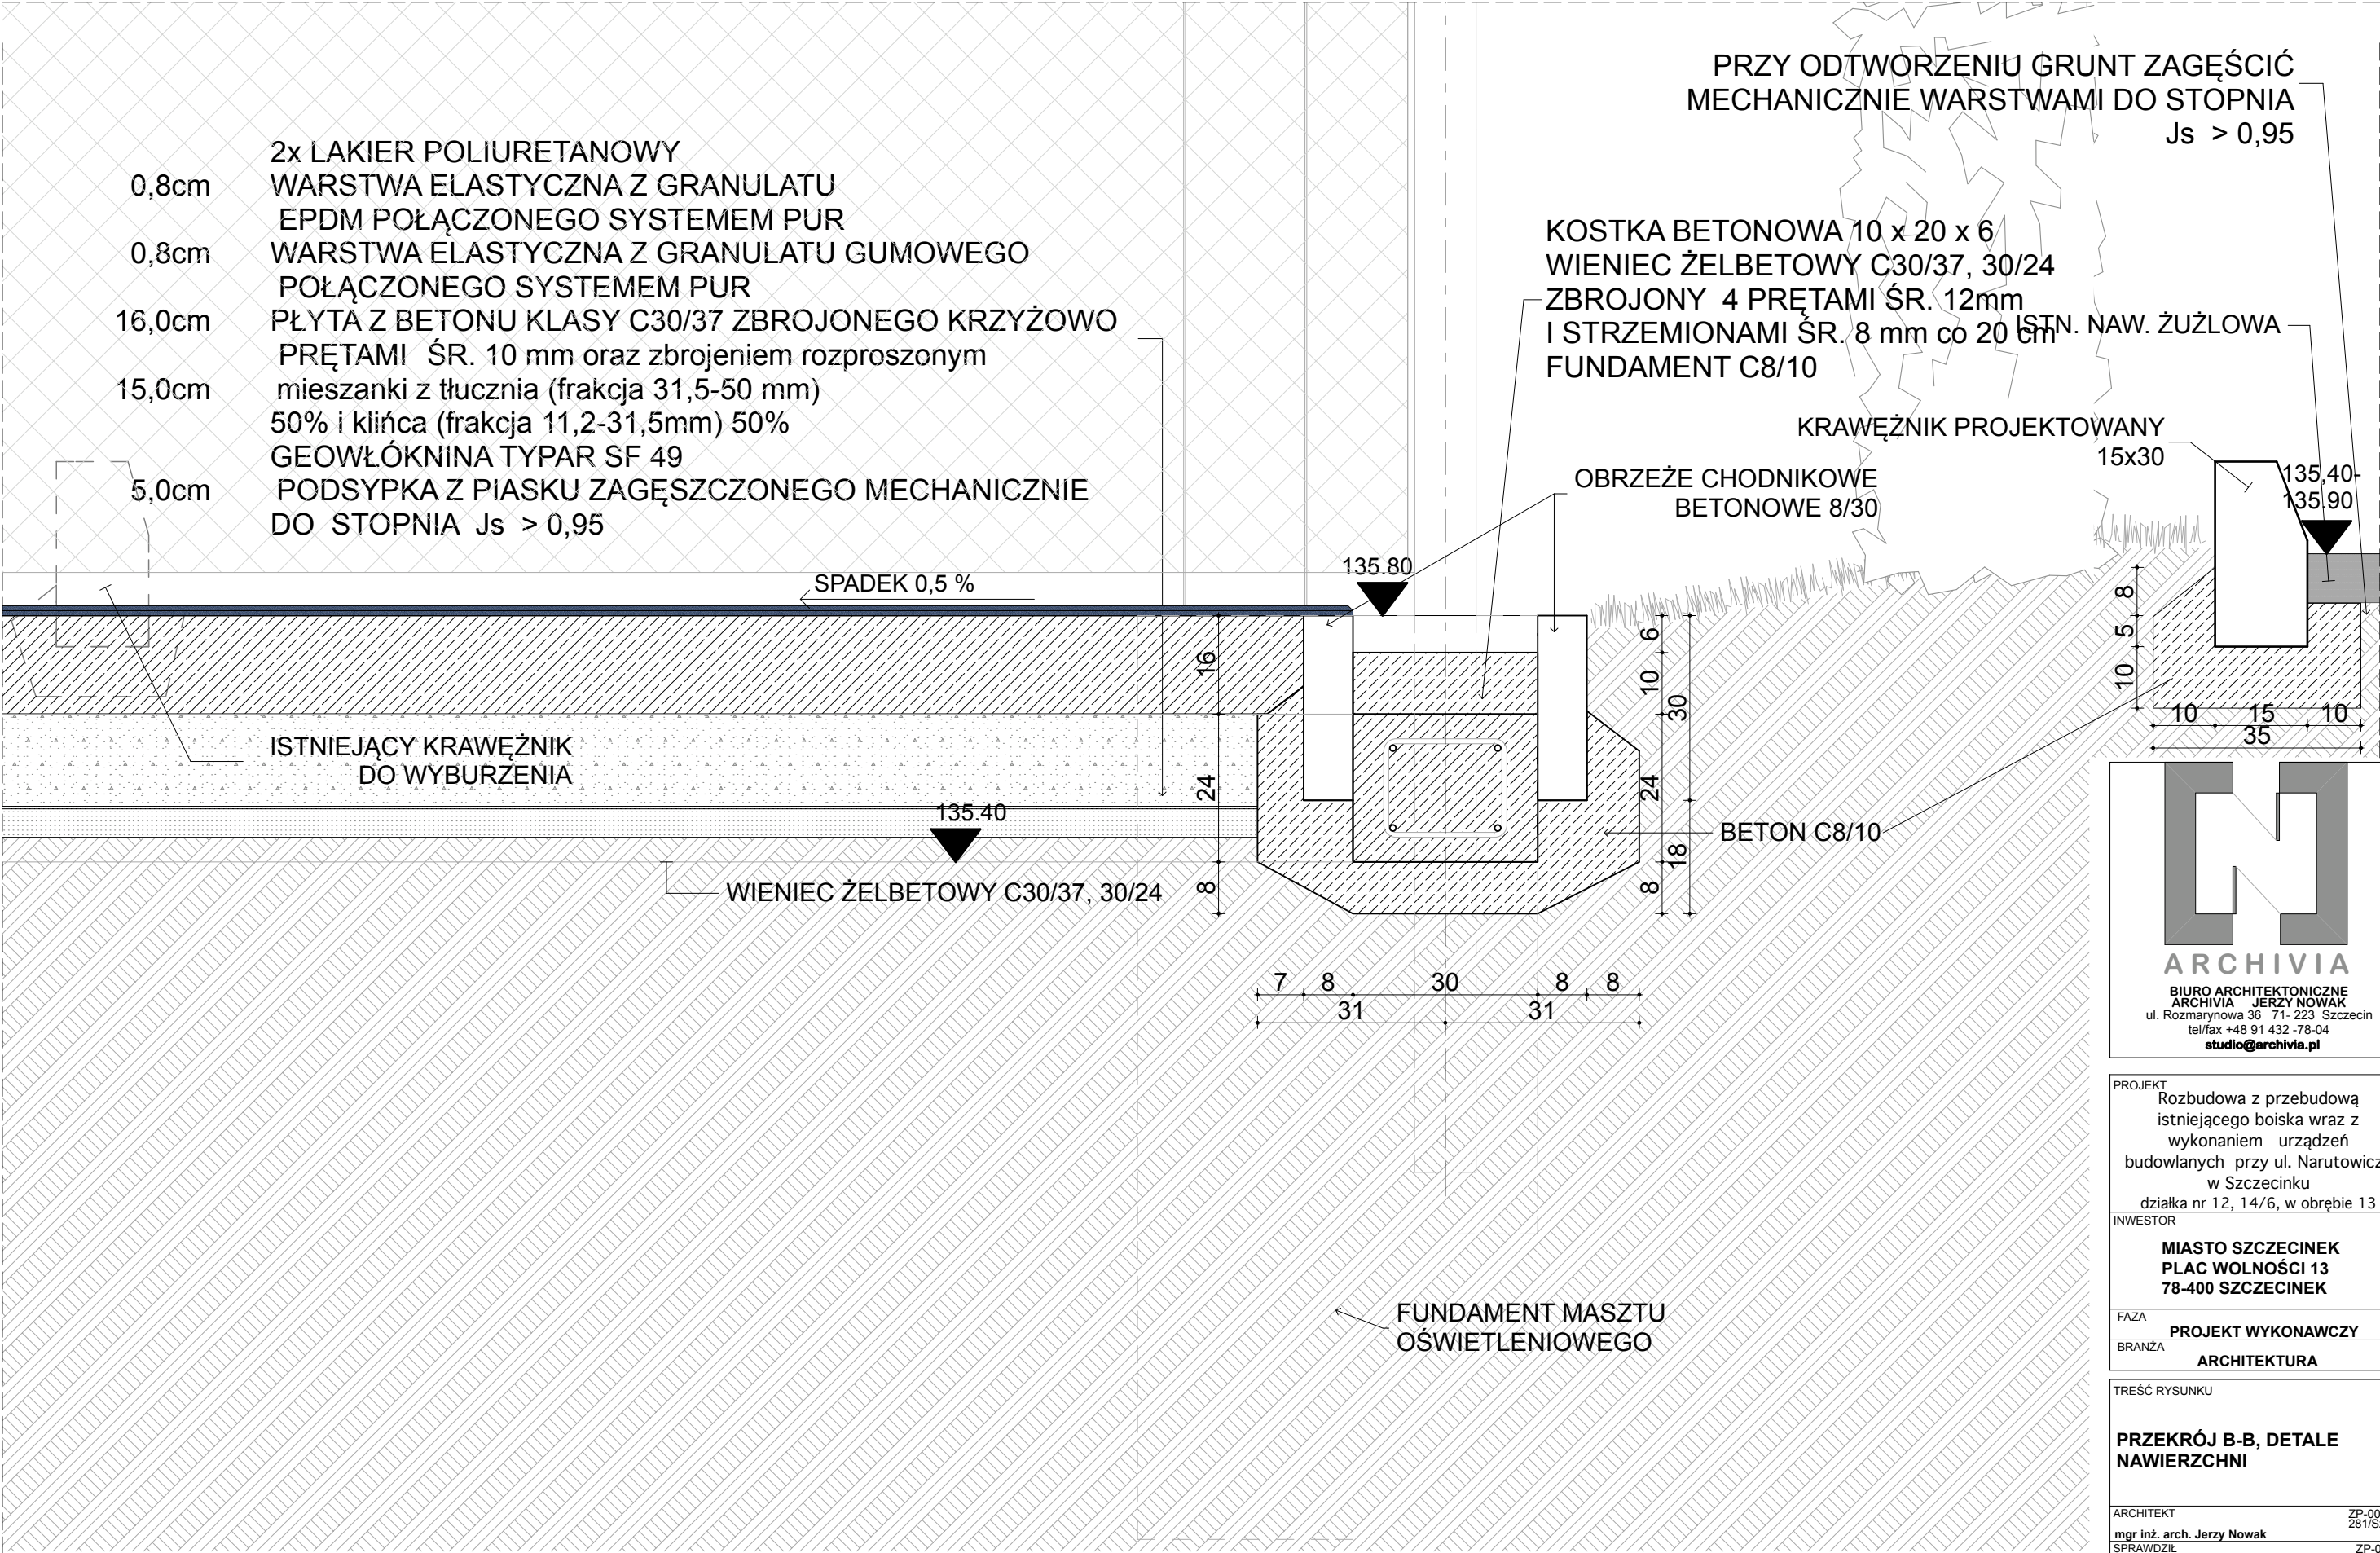 PRZY ODTWORZENIU GRUNT ZAGĘŚCIĆ
MECHANICZNIE WARSTWAMI DO STOPNIA
Js > 0,95
2x LAKIER POLIURETANOWY
0,8cm WARSTWA ELASTYCZNA Z GRANULATU
EPDM POŁĄCZONEGO SYSTEMEM PUR
0,8cm WARSTWA ELASTYCZNA Z GRANULATU GUMOWEGO
POŁĄCZONEGO SYSTEMEM PUR
16,0cm PŁYTA Z BETONU KLASY C30/37 ZBROJONEGO KRZYŻOWO
PRĘTAMI ŚR. 10 mm oraz zbrojeniem rozproszonym
15,0cm mieszanki z tłucznia (frakcja 31,5-50 mm)
50% i klińca (frakcja 11,2-31,5mm) 50%
GEOWŁÓKNINA TYPAR SF 49
5,0cm PODSYPKA Z PIASKU ZAGĘSZCZONEGO MECHANICZNIE
DO STOPNIA Js > 0,95
KOSTKA BETONOWA 10 x 20 x 6
WIENIEC ŻELBETOWY C30/37, 30/24
ZBROJONY 4 PRĘTAMI ŚR. 12mm
I STRZEMIONAMI ŚR. 8 mm co 20 cm
FUNDAMENT C8/10
ISTN. NAW. ŻUŻLOWA
KRAWĘŻNIK PROJEKTOWANY
15x30
135,40-
135.90
OBRZEŻE CHODNIKOWE
BETONOWE 8/30
135.80
SPADEK 0,5 %
16
24
8
6
10
24
8
30
18
8
5
10
10 15 10
35
ISTNIEJĄCY KRAWĘŻNIK
DO WYBURZENIA
135.40
WIENIEC ŻELBETOWY C30/37, 30/24
BETON C8/10
7 8 30 8 8
31 31
FUNDAMENT MASZTU
OŚWIETLENIOWEGO
ARCHIVIA
BIURO ARCHITEKTONICZNE
ARCHIVIA JERZY NOWAK
ul. Rozmarynowa 36 71- 223 Szczecin
tel/fax +48 91 432 -78-04
studio@archivia.pl
PROJEKT
Rozbudowa z przebudową
istniejącego boiska wraz z
wykonaniem urządzeń
budowlanych przy ul. Narutowicz
w Szczecinku
działka nr 12, 14/6, w obrębie 13
INWESTOR
MIASTO SZCZECINEK
PLAC WOLNOŚCI 13
78-400 SZCZECINEK
FAZA
PROJEKT WYKONAWCZY
BRANŻA
ARCHITEKTURA
TREŚĆ RYSUNKU
PRZEKRÓJ B-B, DETALE
NAWIERZCHNI
ARCHITEKT ZP-00
281/S
mgr inż. arch. Jerzy Nowak
SPRAWDZIŁ ZP-0